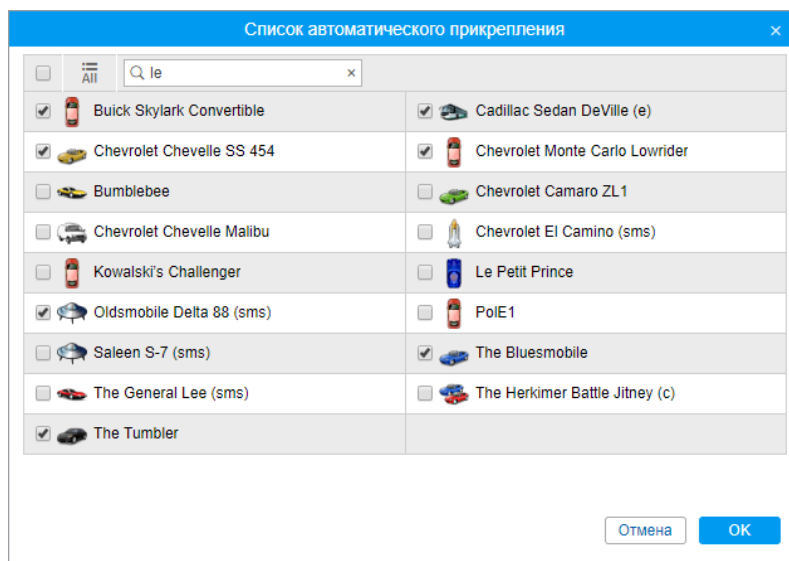 Список автоматического прикрепления ×
All le ×
Buick Skylark Convertible Cadillac Sedan DeVille (e)
Chevrolet Chevelle SS 454 Chevrolet Monte Carlo Lowrider
Bumblebee Chevrolet Camaro ZL1
Chevrolet Chevelle Malibu Chevrolet El Camino (sms)
Kowalski's Challenger Le Petit Prince
Oldsmobile Delta 88 (sms) PolE1
Saleen S-7 (sms) The Bluesmobile
The General Lee (sms) The Herkimer Battle Jitney (c)
The Tumbler
Отмена OK